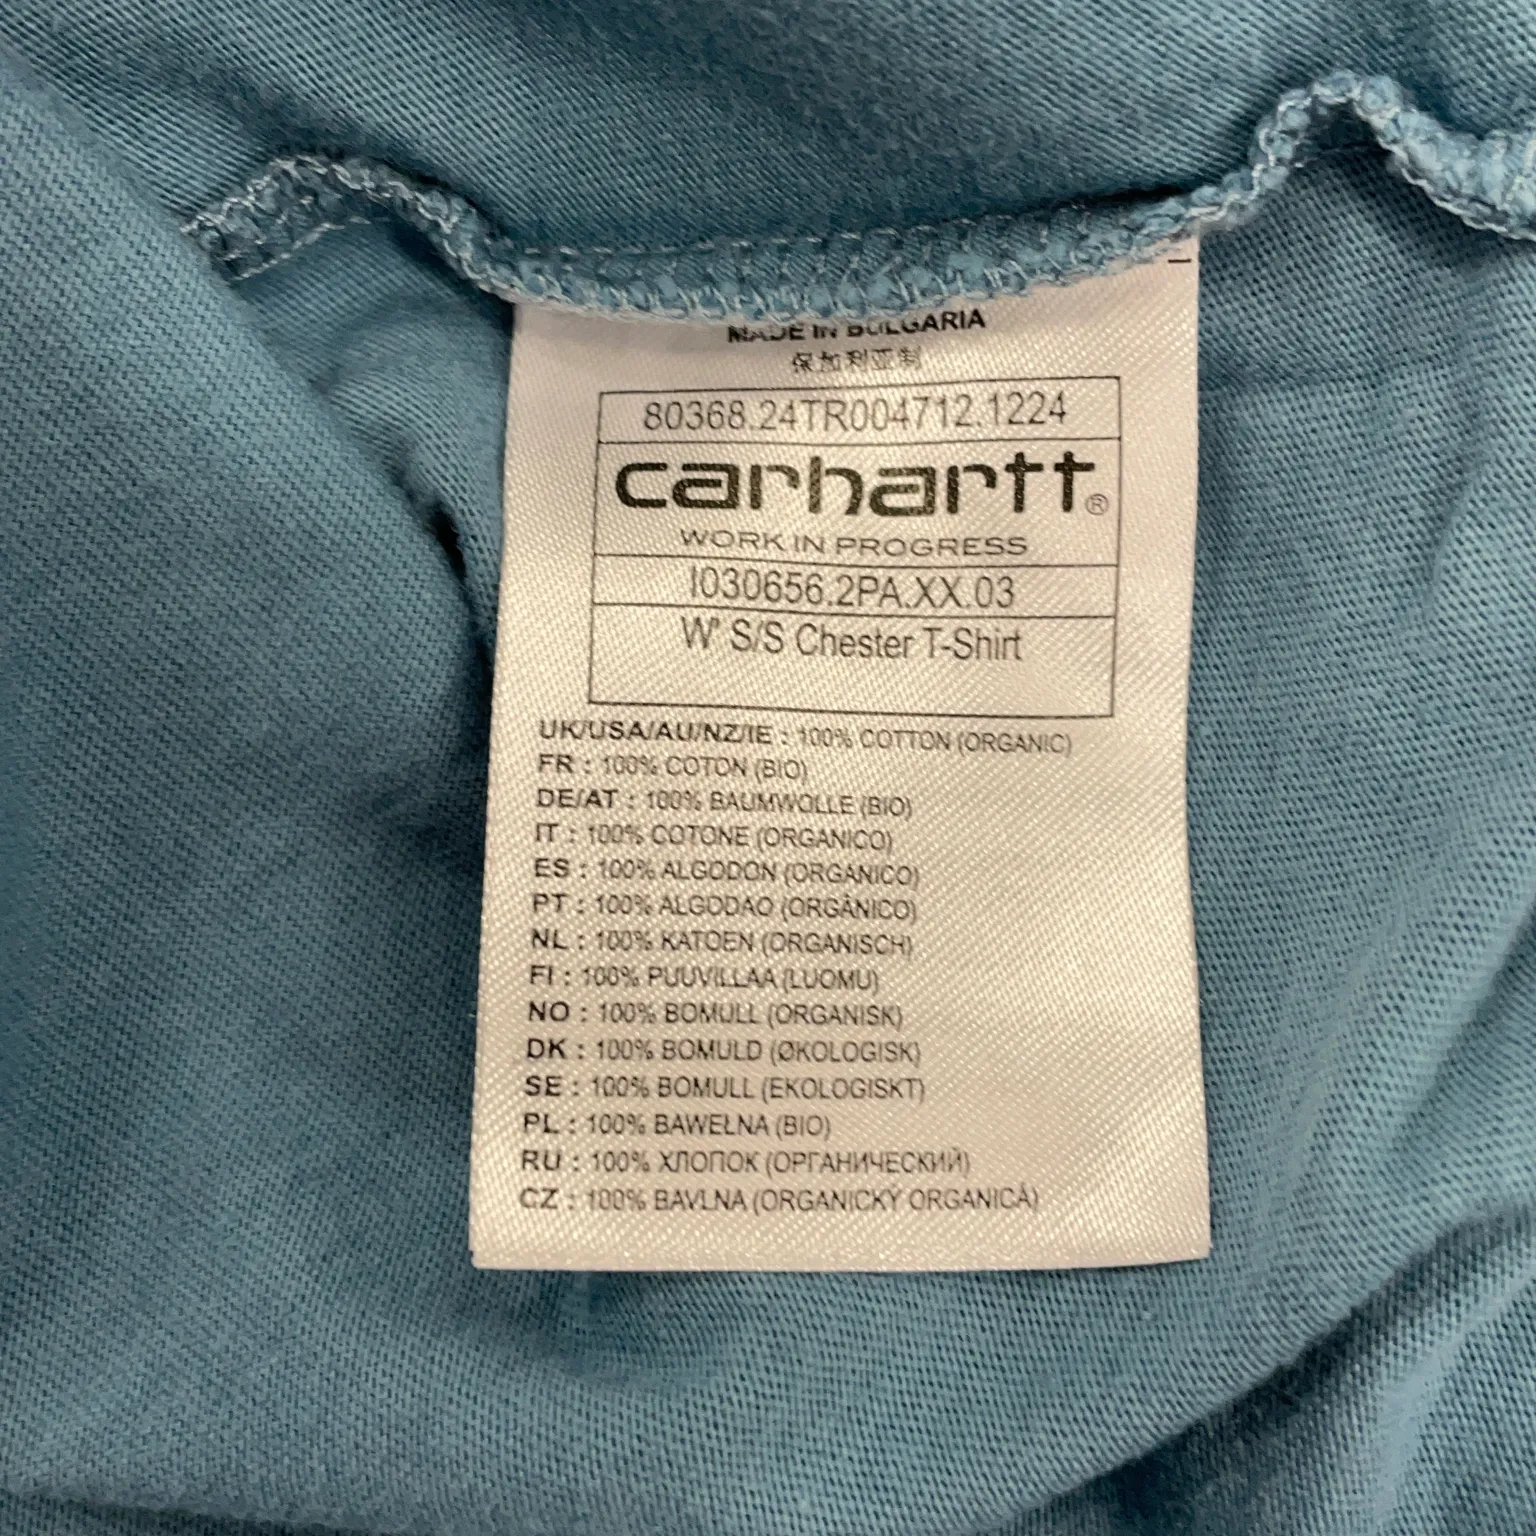 MADE IN BULGARIA
保加利亚制
80368.24TR004712.1224
carhartt®
WORK IN PROGRESS
I030656.2PA.XX.03
W' S/S Chester T-Shirt
UK/USA/AU/NZ/IE : 100% COTTON (ORGANIC)
FR : 100% COTON (BIO)
DE/AT : 100% BAUMWOLLE (BIO)
IT : 100% COTONE (ORGANICO)
ES : 100% ALGODON (ORGANICO)
PT : 100% ALGODAO (ORGÂNICO)
NL : 100% KATOEN (ORGANISCH)
FI : 100% PUUVILLAA (LUOMU)
NO : 100% BOMULL (ORGANISK)
DK : 100% BOMULD (ØKOLOGISK)
SE : 100% BOMULL (EKOLOGISKT)
PL : 100% BAWEŁNA (BIO)
RU : 100% ХЛОПОК (ОРГАНИЧЕСКИЙ)
CZ : 100% BAVLNA (ORGANICKÝ ORGANICÁ)